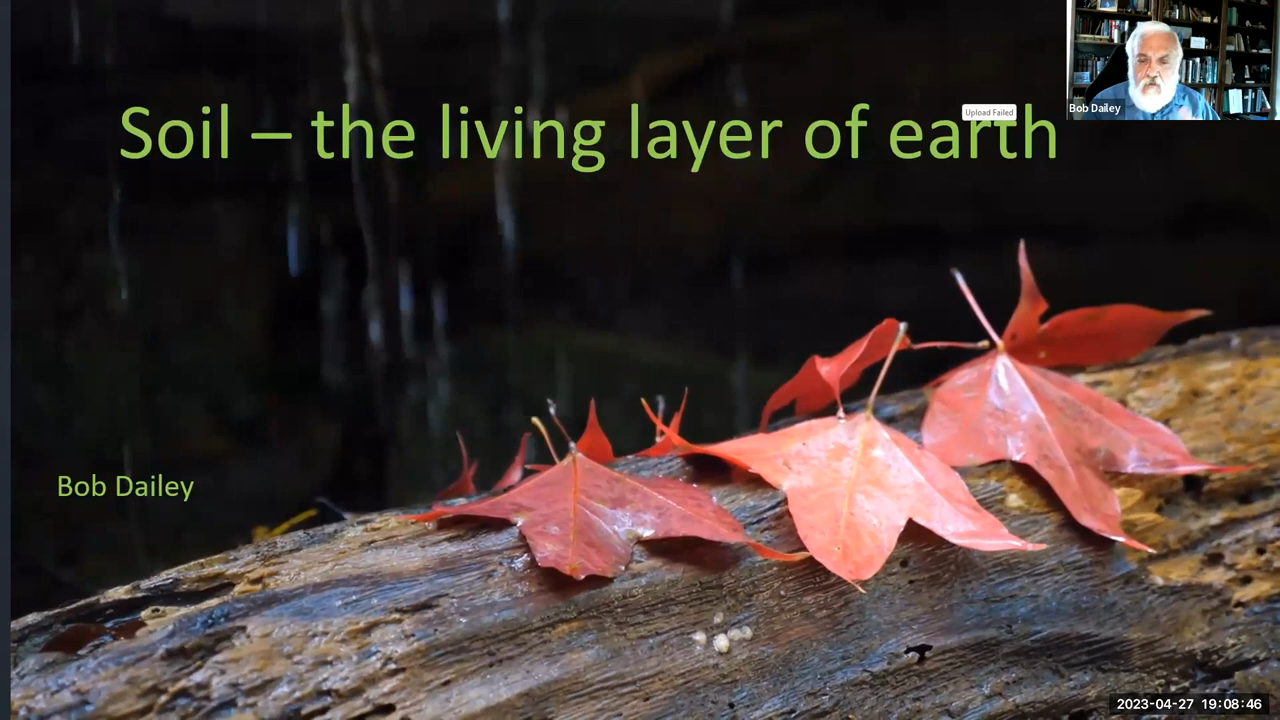 Soil – the living layer of earth
Upload Failed
Bob Dailey
Bob Dailey
2023-04-27 19:08:46